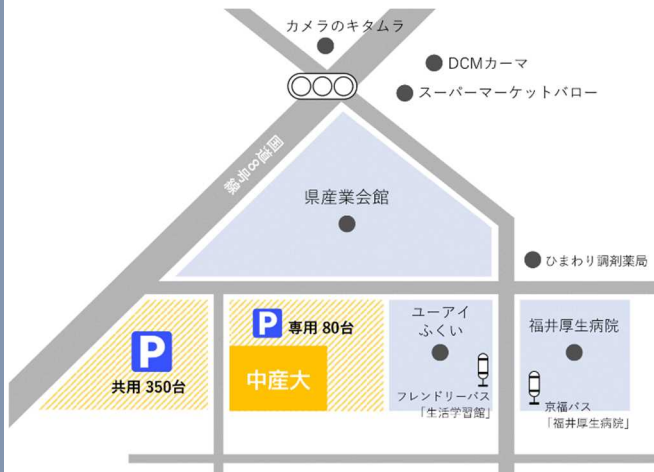 カメラのキタムラ
DCMカーマ
スーパーマーケットバロー
国道8号線
県産業会館
ひまわり調剤薬局
P
共用 350台
P 専用 80台
中産大
ユーアイ
ふくい
フレンドリーバス
「生活学習館」
福井厚生病院
京福バス
「福井厚生病院」